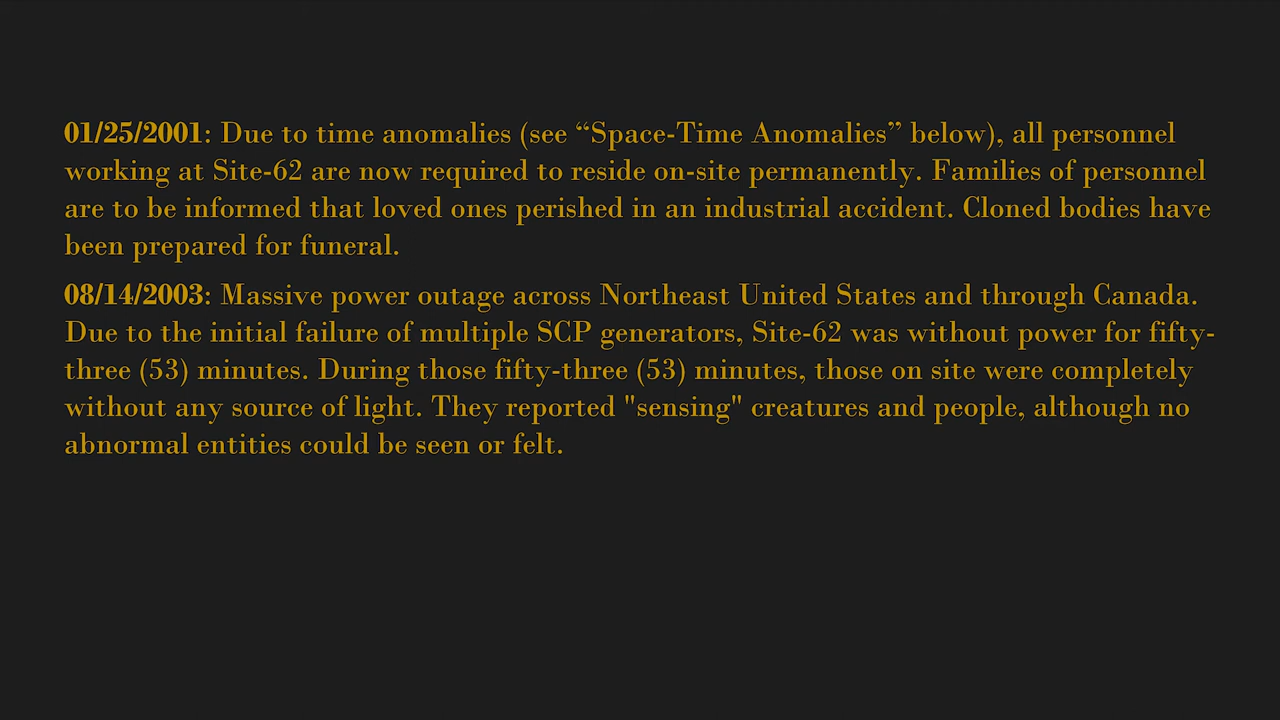 01/25/2001: Due to time anomalies (see “Space-Time Anomalies” below), all personnel
working at Site-62 are now required to reside on-site permanently. Families of personnel
are to be informed that loved ones perished in an industrial accident. Cloned bodies have
been prepared for funeral.
08/14/2003: Massive power outage across Northeast United States and through Canada.
Due to the initial failure of multiple SCP generators, Site-62 was without power for fifty-
three (53) minutes. During those fifty-three (53) minutes, those on site were completely
without any source of light. They reported "sensing" creatures and people, although no
abnormal entities could be seen or felt.